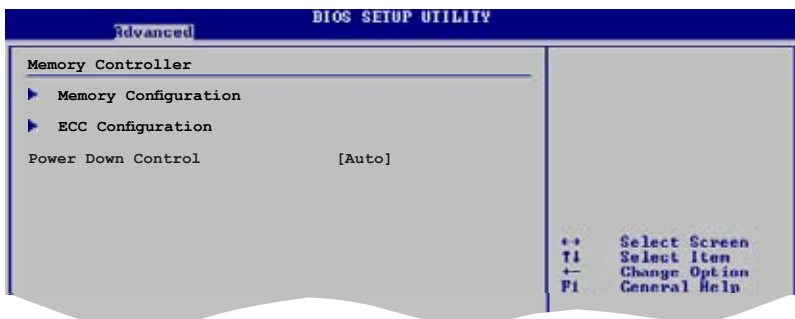 BIOS SETUP UTILITY
Advanced
Memory Controller
Memory Configuration
ECC Configuration
Power Down Control [Auto]
←→ Select Screen
↑↓ Select Item
+- Change Option
F1 General Help